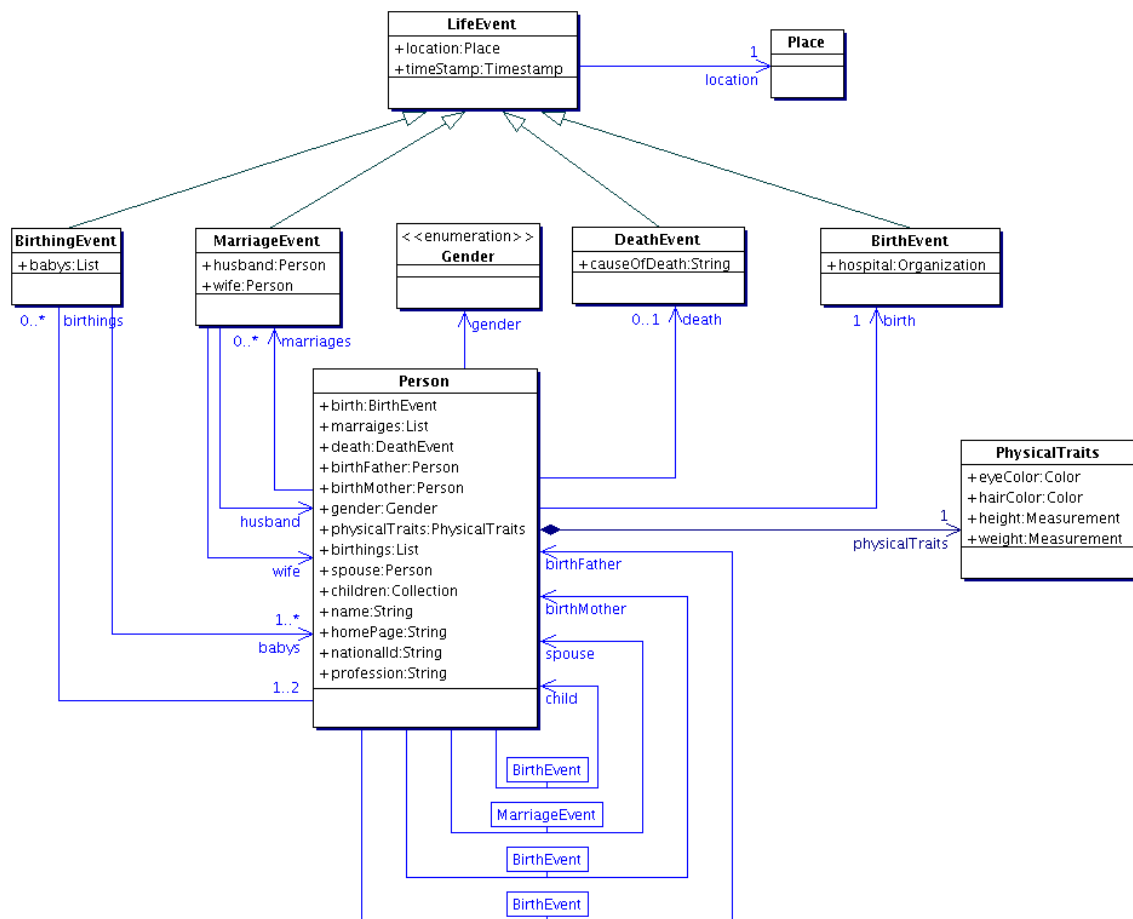 LifeEvent
+location:Place
+timeStamp:Timestamp
1
location
Place
BirthingEvent
+babys:List
MarriageEvent
+husband:Person
+wife:Person
<<enumeration>>
Gender
DeathEvent
+causeOfDeath:String
BirthEvent
+hospital:Organization
0..* birthings
0..* marriages
gender
0..1 death
1 birth
Person
+birth:BirthEvent
+marraiges:List
+death:DeathEvent
+birthFather:Person
+birthMother:Person
+gender:Gender
+physicalTraits:PhysicalTraits
+birthings:List
+spouse:Person
+children:Collection
+name:String
+homePage:String
+nationalId:String
+profession:String
husband
wife
1..*
babys
1..2
PhysicalTraits
+eyeColor:Color
+hairColor:Color
+height:Measurement
+weight:Measurement
1
physicalTraits
birthFather
birthMother
spouse
child
BirthEvent
MarriageEvent
BirthEvent
BirthEvent